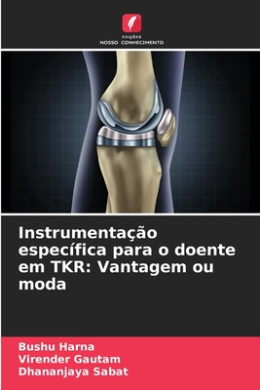 edições
NOSSO CONHECIMENTO
Instrumentação
específica para o doente
em TKR: Vantagem ou
moda
Bushu Harna
Virender Gautam
Dhananjaya Sabat